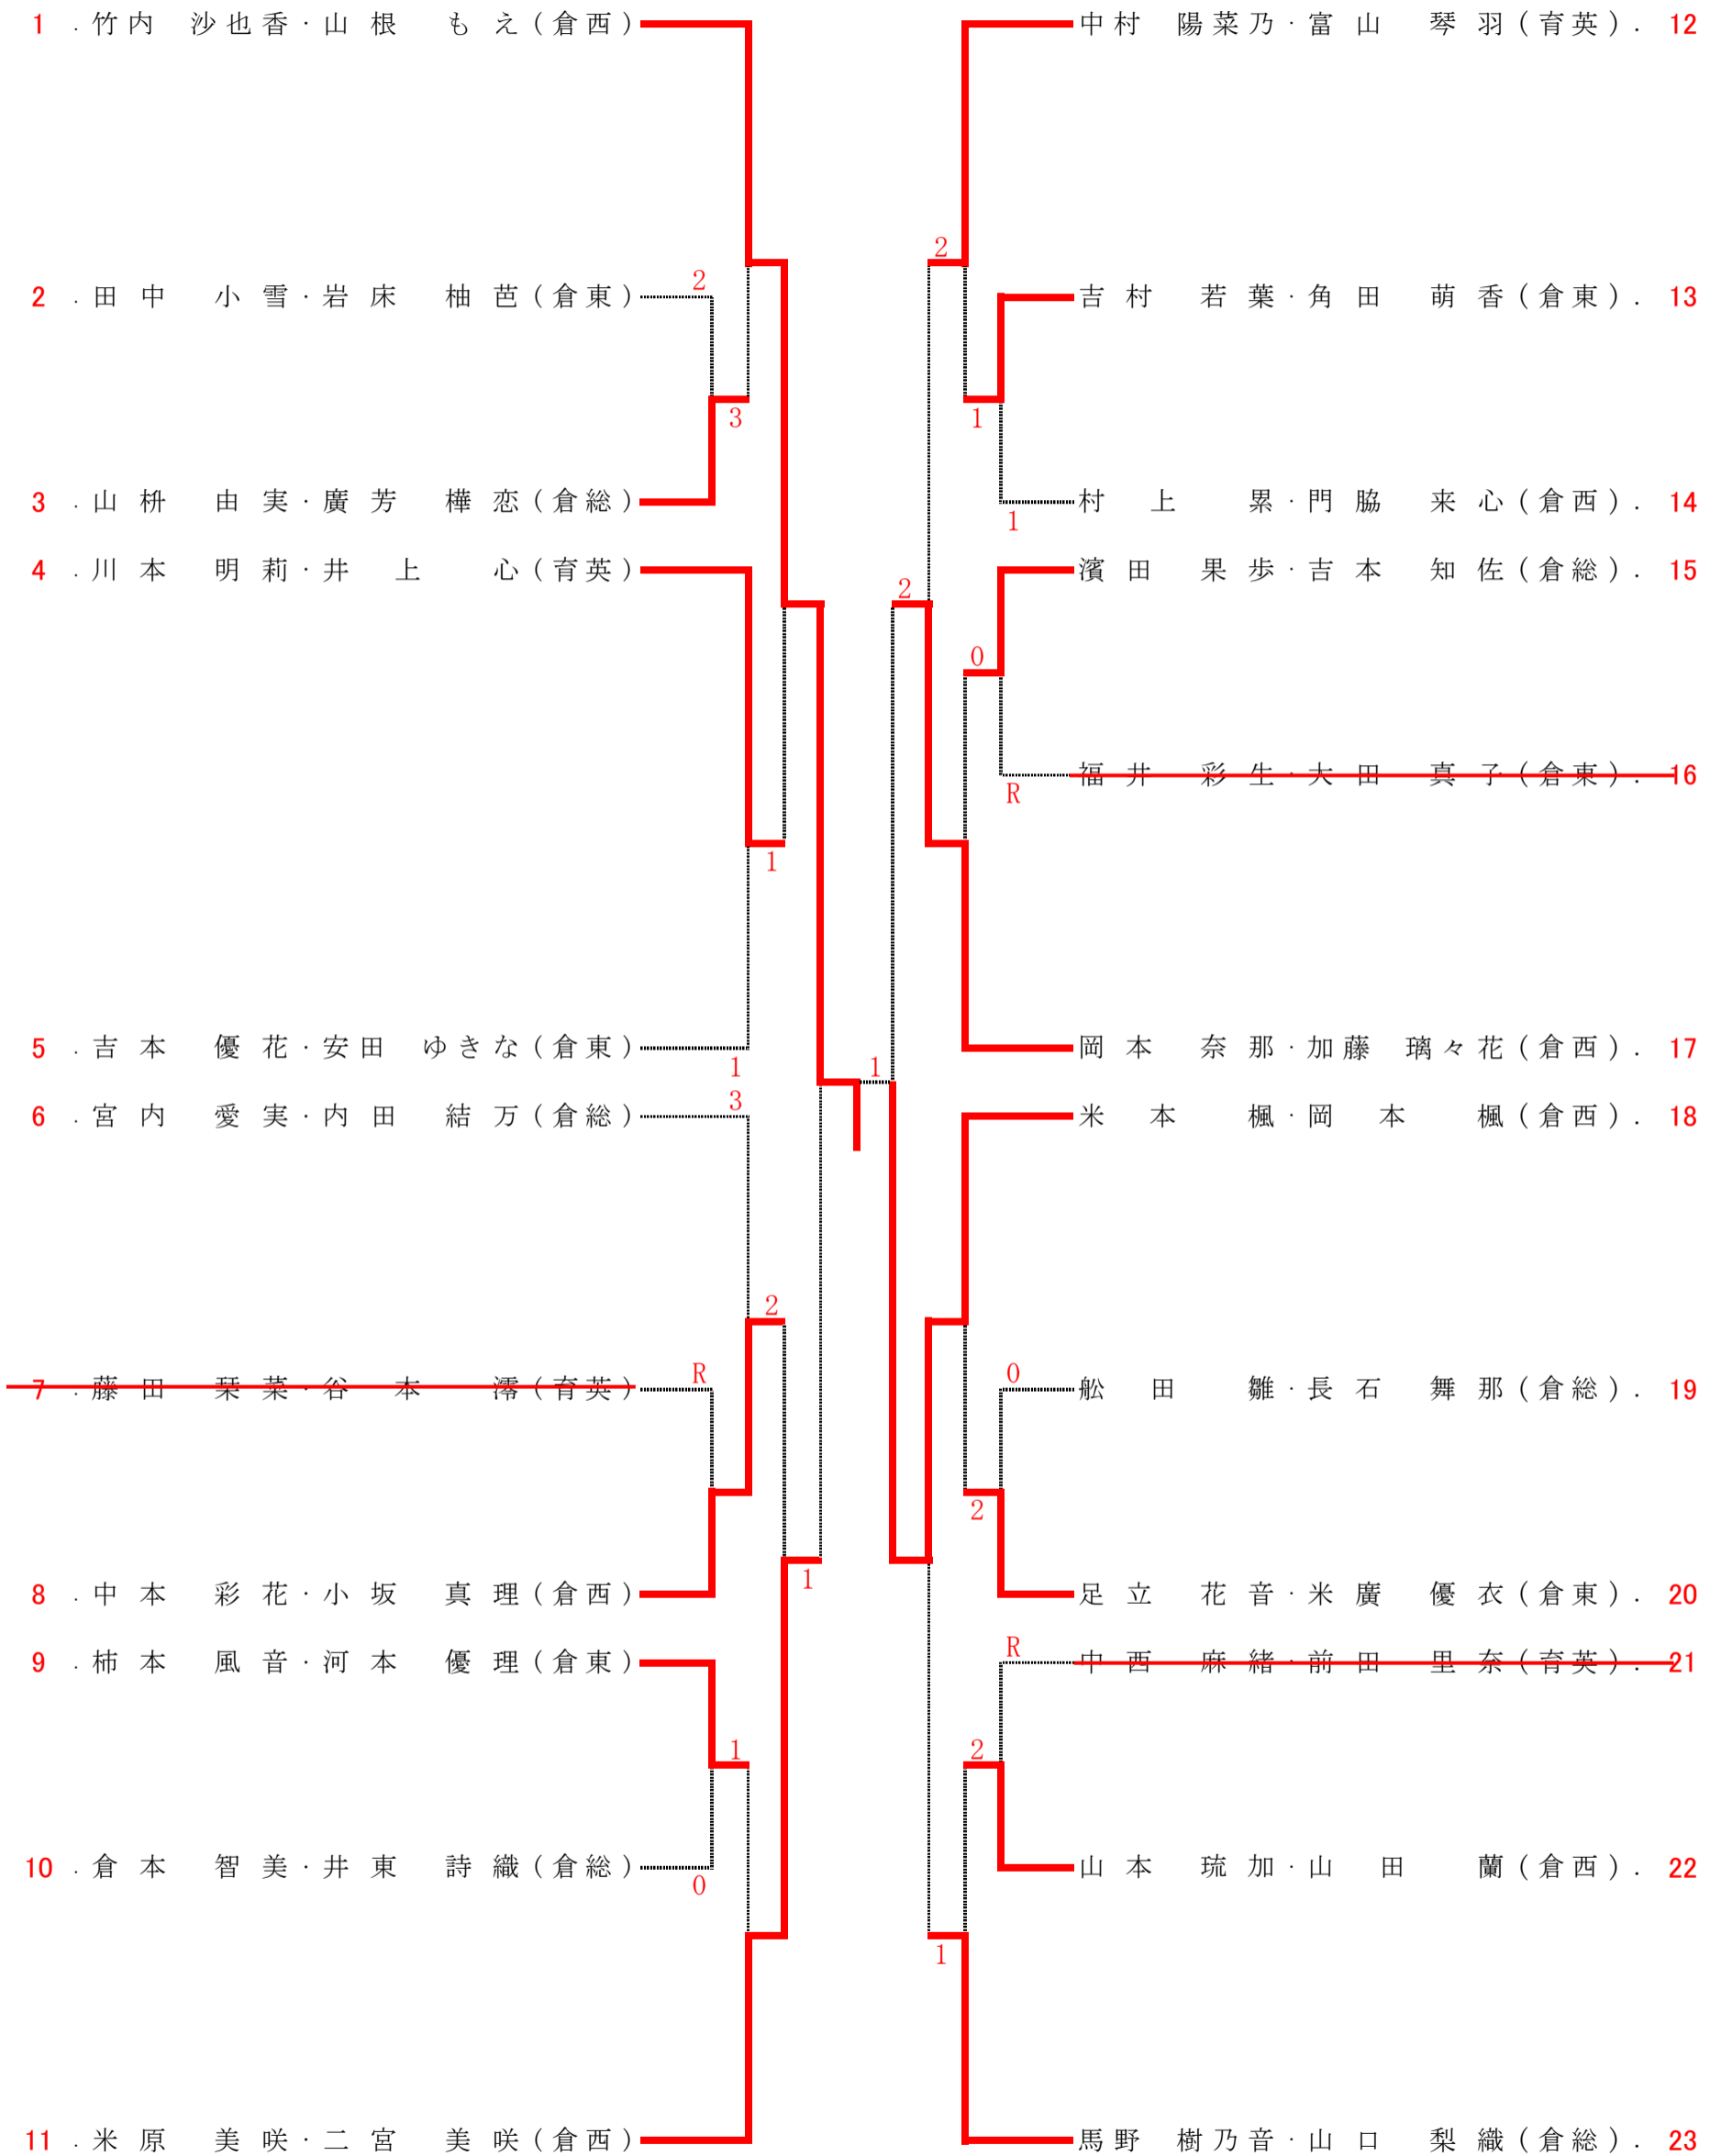 1 .竹内 沙也香·山根 もえ(倉西)
2 .田中 小雪·岩床 柚芭(倉東)
2
3
3 .山枡 由実·廣芳 樺恋(倉総)
4 .川本 明莉·井上 心(育英)
1
5 .吉本 優花·安田 ゆきな(倉東)
1
3
6 .宮内 愛実·内田 結万(倉総)
2
R
7 .藤田 栞菜·谷本 澪(育英)
1
8 .中本 彩花·小坂 真理(倉西)
9 .柿本 風音·河本 優理(倉東)
1
10 .倉本 智美·井東 詩織(倉総)
0
11 .米原 美咲·二宮 美咲(倉西)
1
中村 陽菜乃·富山 琴羽(育英). 12
2
吉村 若葉·角田 萌香(倉東). 13
1
村上 累·門脇 来心(倉西). 14
1
濱田 果歩·吉本 知佐(倉総). 15
2
0
福井 彩生·大田 真子(倉東). 16
R
岡本 奈那·加藤 璃々花(倉西). 17
米本 楓·岡本 楓(倉西). 18
0
舩田 雛·長石 舞那(倉総). 19
2
足立 花音·米廣 優衣(倉東). 20
R
中西 麻緒·前田 里奈(育英). 21
2
山本 琉加·山田 蘭(倉西). 22
1
馬野 樹乃音·山口 梨織(倉総). 23